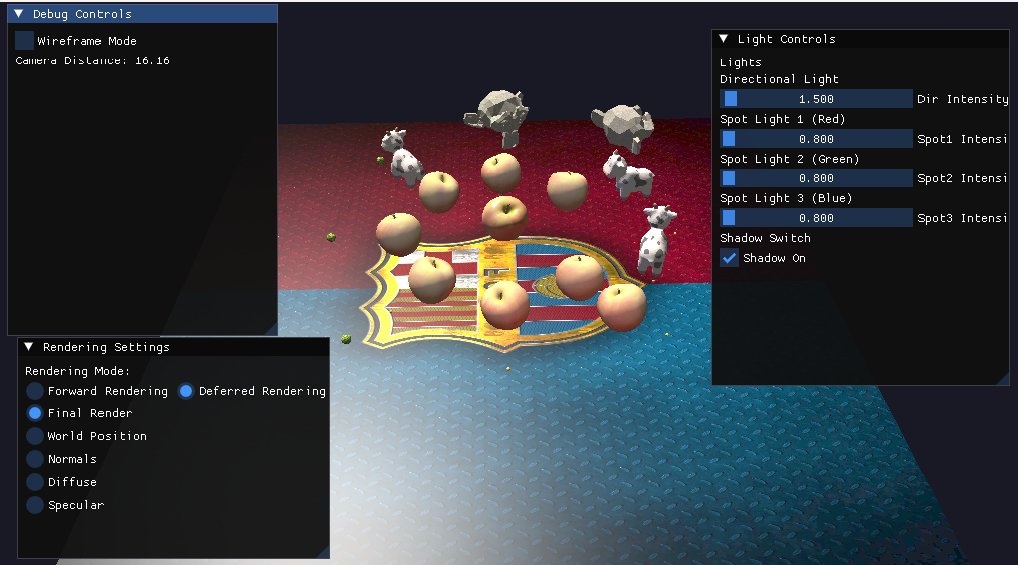 Debug Controls
Wireframe Mode
Camera Distance: 16.16
Light Controls
Lights
Directional Light
1.500 Dir Intensity
Spot Light 1 (Red)
0.800 Spot1 Intensi
Spot Light 2 (Green)
0.800 Spot2 Intensi
Spot Light 3 (Blue)
0.800 Spot3 Intensi
Shadow Switch
Shadow On
Rendering Settings
Rendering Mode:
Forward Rendering Deferred Rendering
Final Render
World Position
Normals
Diffuse
Specular